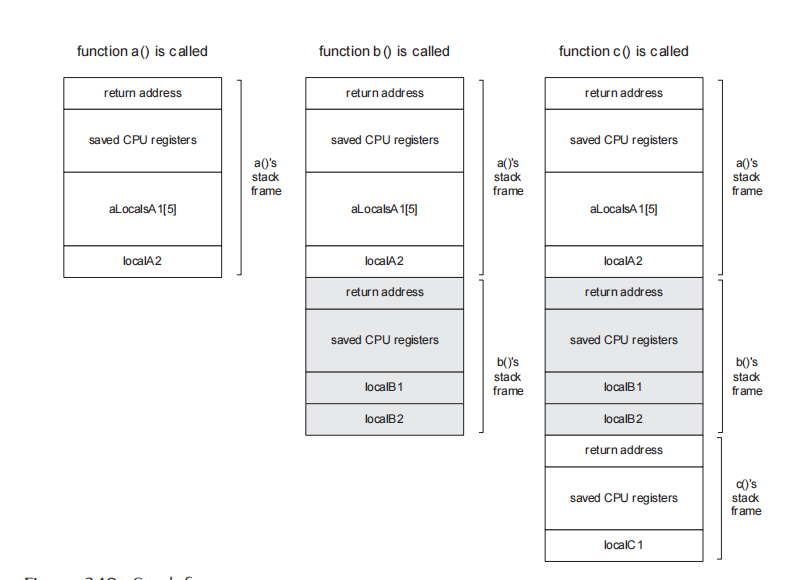 function a() is called
return address
saved CPU registers
aLocalsA1[5]
localA2
a()'s
stack
frame
function b() is called
return address
saved CPU registers
aLocalsA1[5]
localA2
return address
saved CPU registers
localB1
localB2
a()'s
stack
frame
b()'s
stack
frame
function c() is called
return address
saved CPU registers
aLocalsA1[5]
localA2
return address
saved CPU registers
localB1
localB2
return address
saved CPU registers
localC1
a()'s
stack
frame
b()'s
stack
frame
c()'s
stack
frame